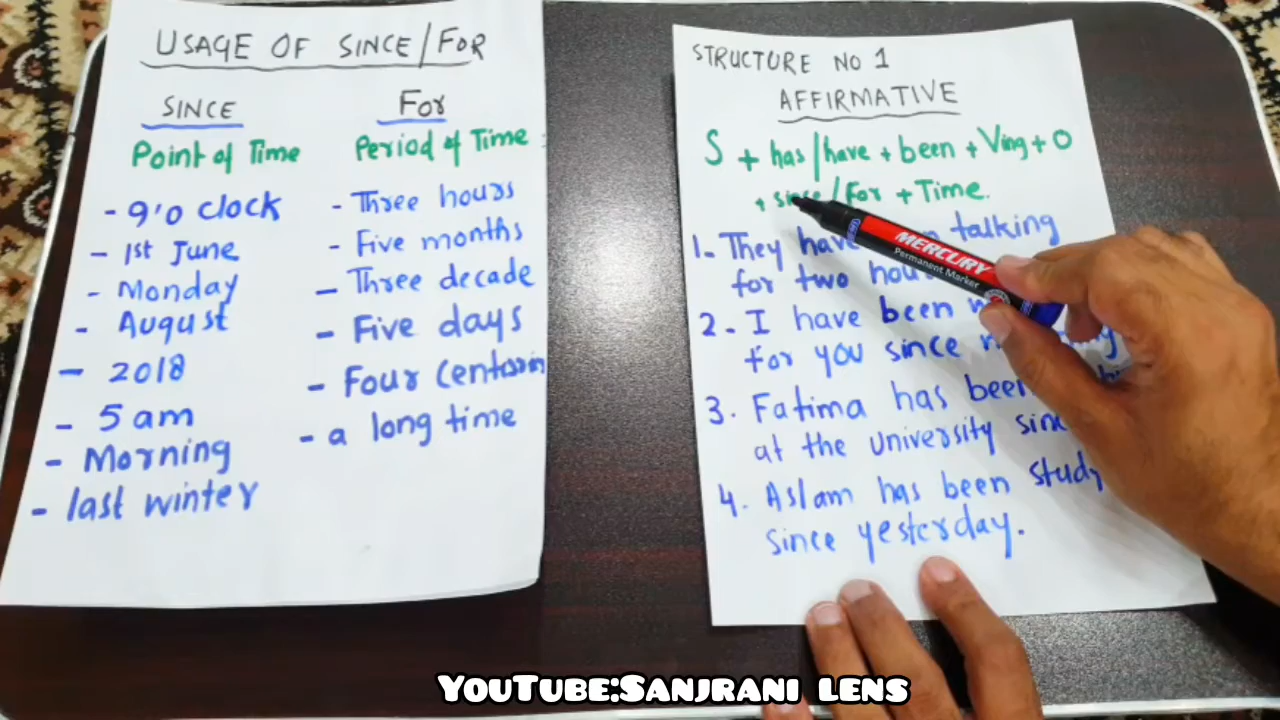 USAGE OF SINCE/FOR
SINCE
Point of Time
- 9'o clock
- 1st June
- Monday
- August
- 2018
- 5 am
- Morning
- last winter
For
Period of Time
- Three hours
- Five months
- Three decade
- Five days
- Four
- a long time
STRUCTURE NO 1
AFFIRMATIVE
S + has/have + been + Ving + O
+ since/For + Time.
1. They have talking
for two
2. I have been
for you since
3. Fatima has been
at the university
4. Aslam has been study
since yesterday.
MERCURY
Permanent Marker
YOUTUBE:SANJRANI LENS